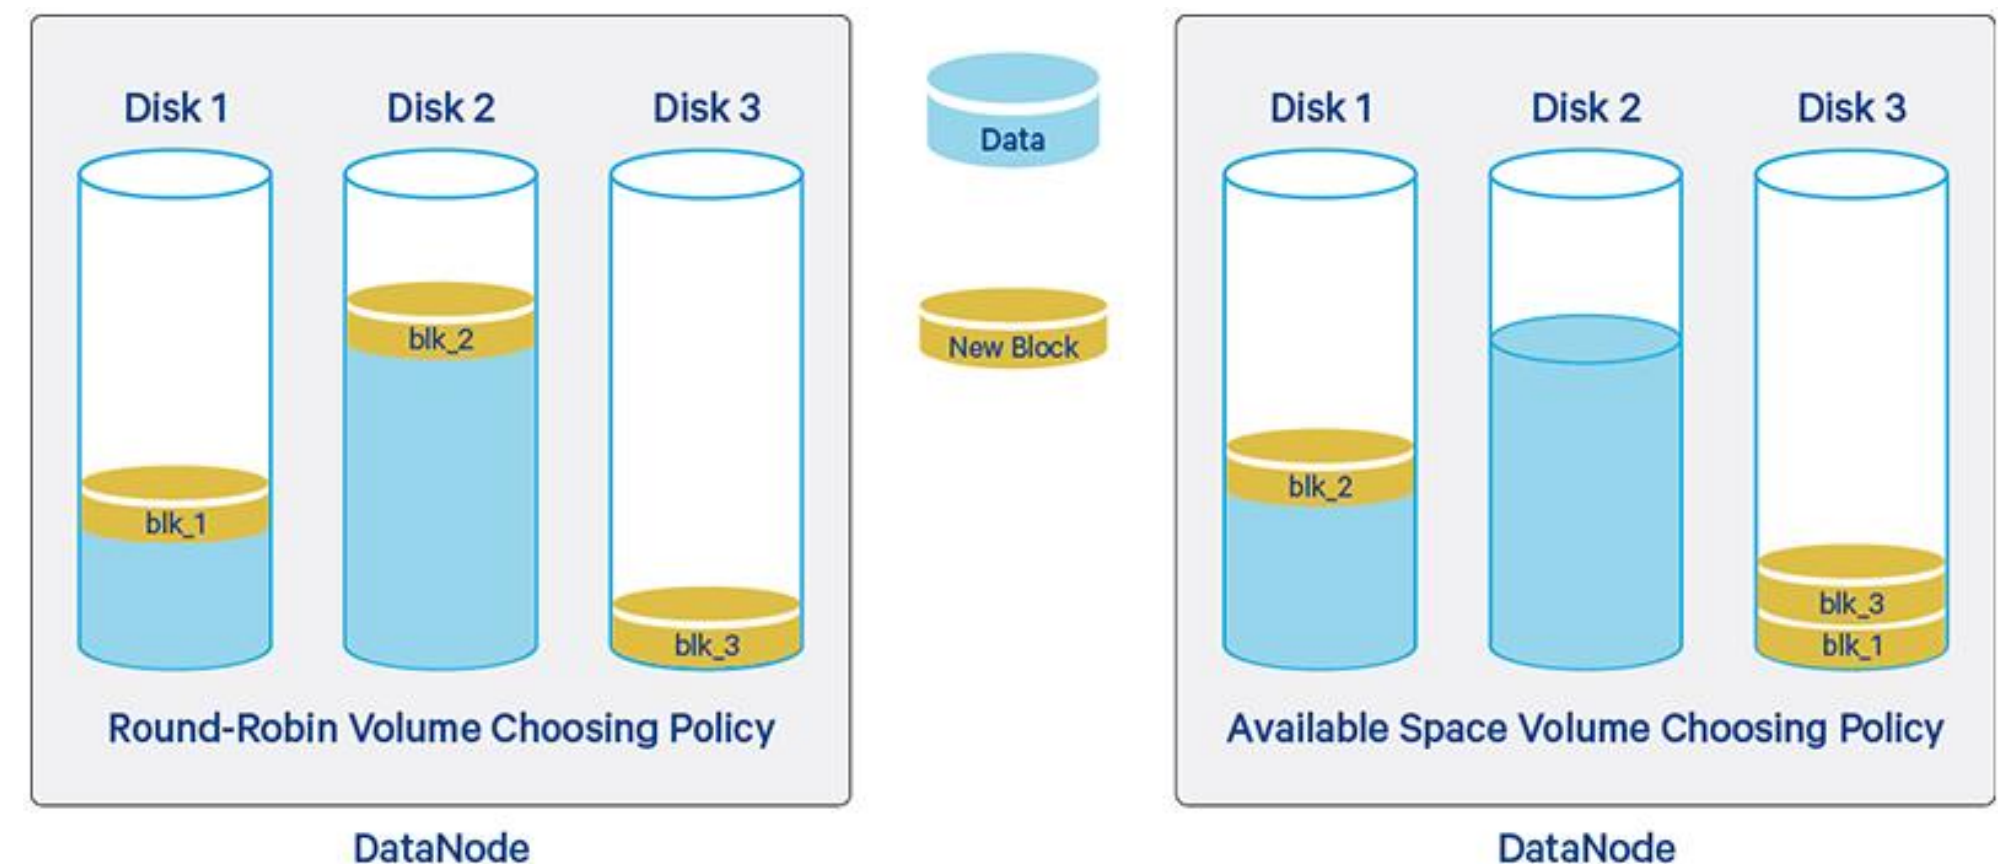 Disk 1
Disk 2
Disk 3
blk_1
blk_2
blk_3
Round-Robin Volume Choosing Policy
DataNode
Data
New Block
Disk 1
Disk 2
Disk 3
blk_2
blk_3
blk_1
Available Space Volume Choosing Policy
DataNode